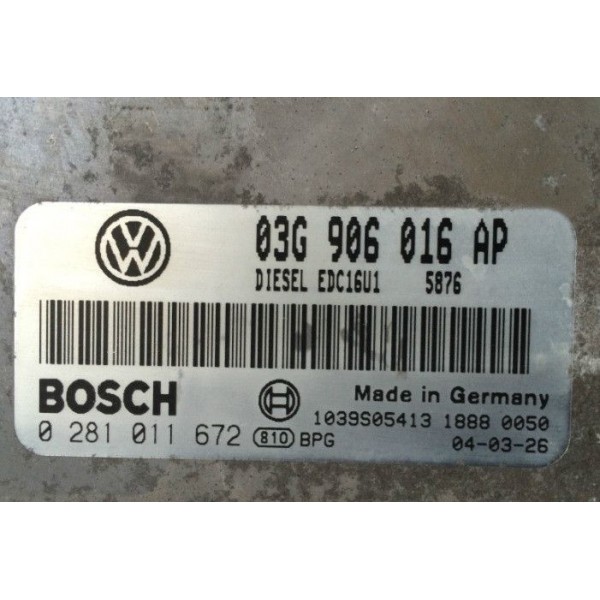 03G 906 016 AP
DIESEL EDC16U1 5876
BOSCH
Made in Germany
0 281 011 672 810 BPG
1039S05413 1888 0050
04-03-26